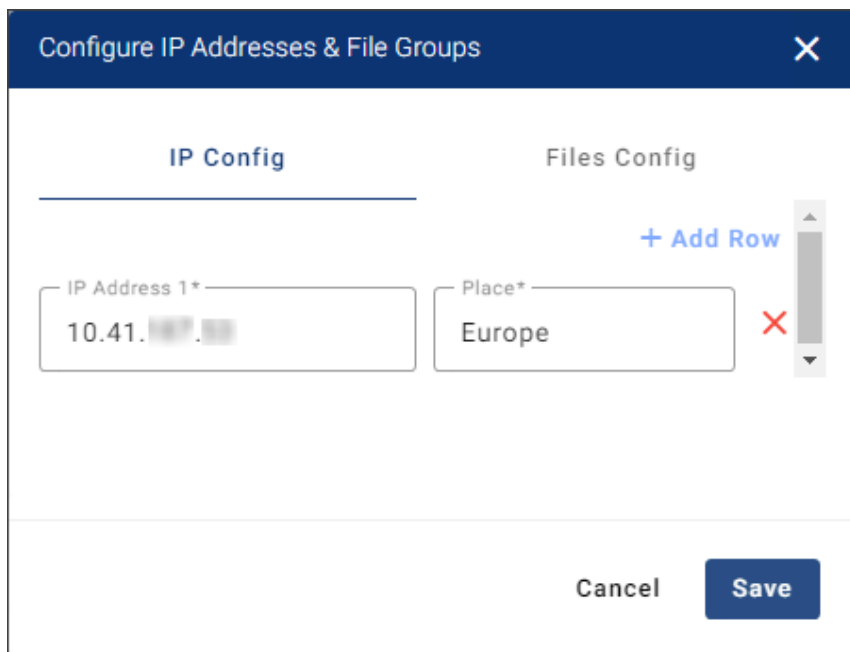 Configure IP Addresses & File Groups
IP Config
Files Config
+ Add Row
IP Address 1*
Place*
10.41.
Europe
Cancel
Save